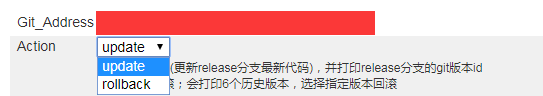 Git_Address
Action
update
update
(更新release分支最新代码)，并打印release分支的git版本id
rollback
；会打印6个历史版本，选择指定版本回滚